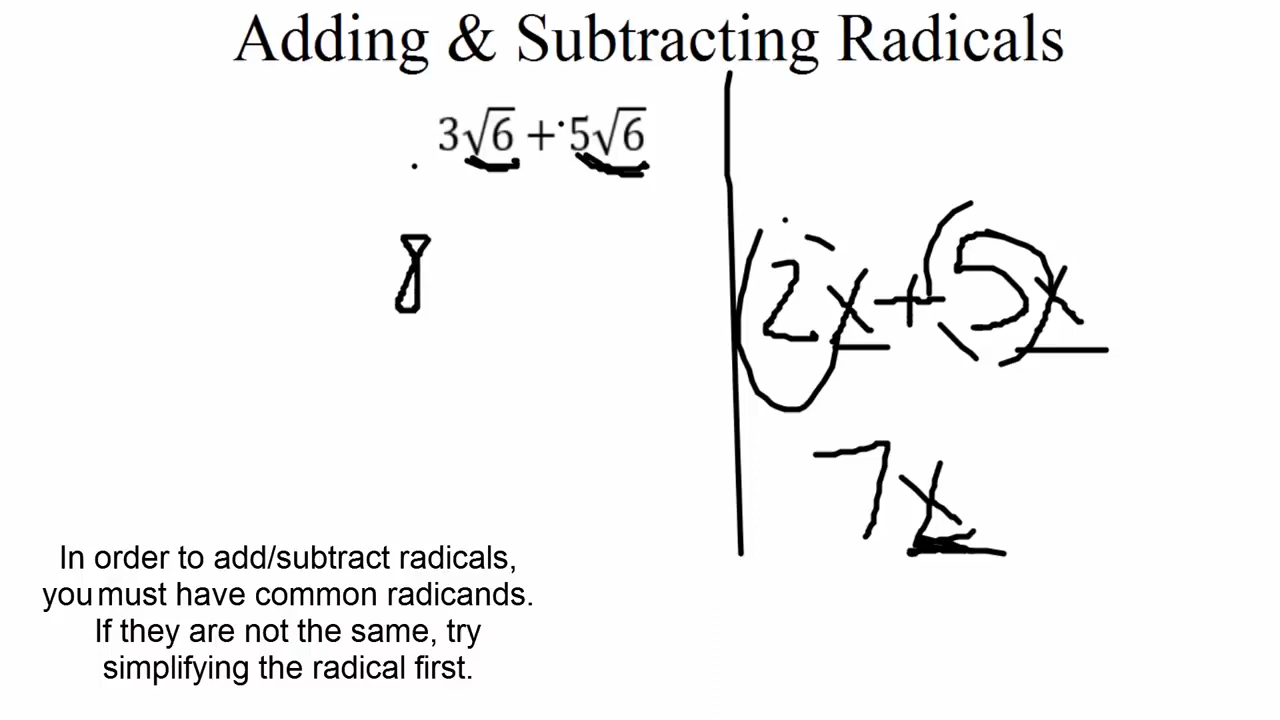 Adding & Subtracting Radicals
3√6 + 5√6
8
2x + 5x
7x
In order to add/subtract radicals,
you must have common radicands.
If they are not the same, try
simplifying the radical first.